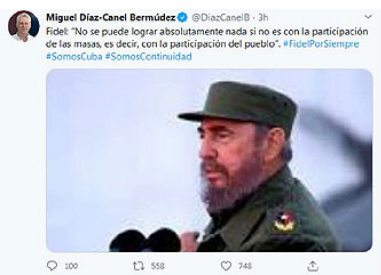 Miguel Díaz-Canel Bermúdez @DiazCanelB · 3h
Fidel: "No se puede lograr absolutamente nada si no es con la participación
de las masas, es decir, con la participación del pueblo". #FidelPorSiempre
#SomosCuba #SomosContinuidad
100 558 748